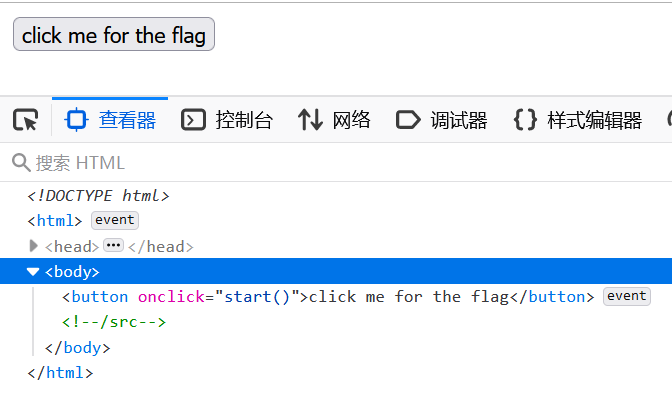 click me for the flag
查看器 控制台 网络 调试器 {} 样式编辑器
搜索 HTML
<!DOCTYPE html>
<html> event
<head>••• </head>
<body>
<button onclick="start()">click me for the flag</button> event
<!--/src-->
</body>
</html>